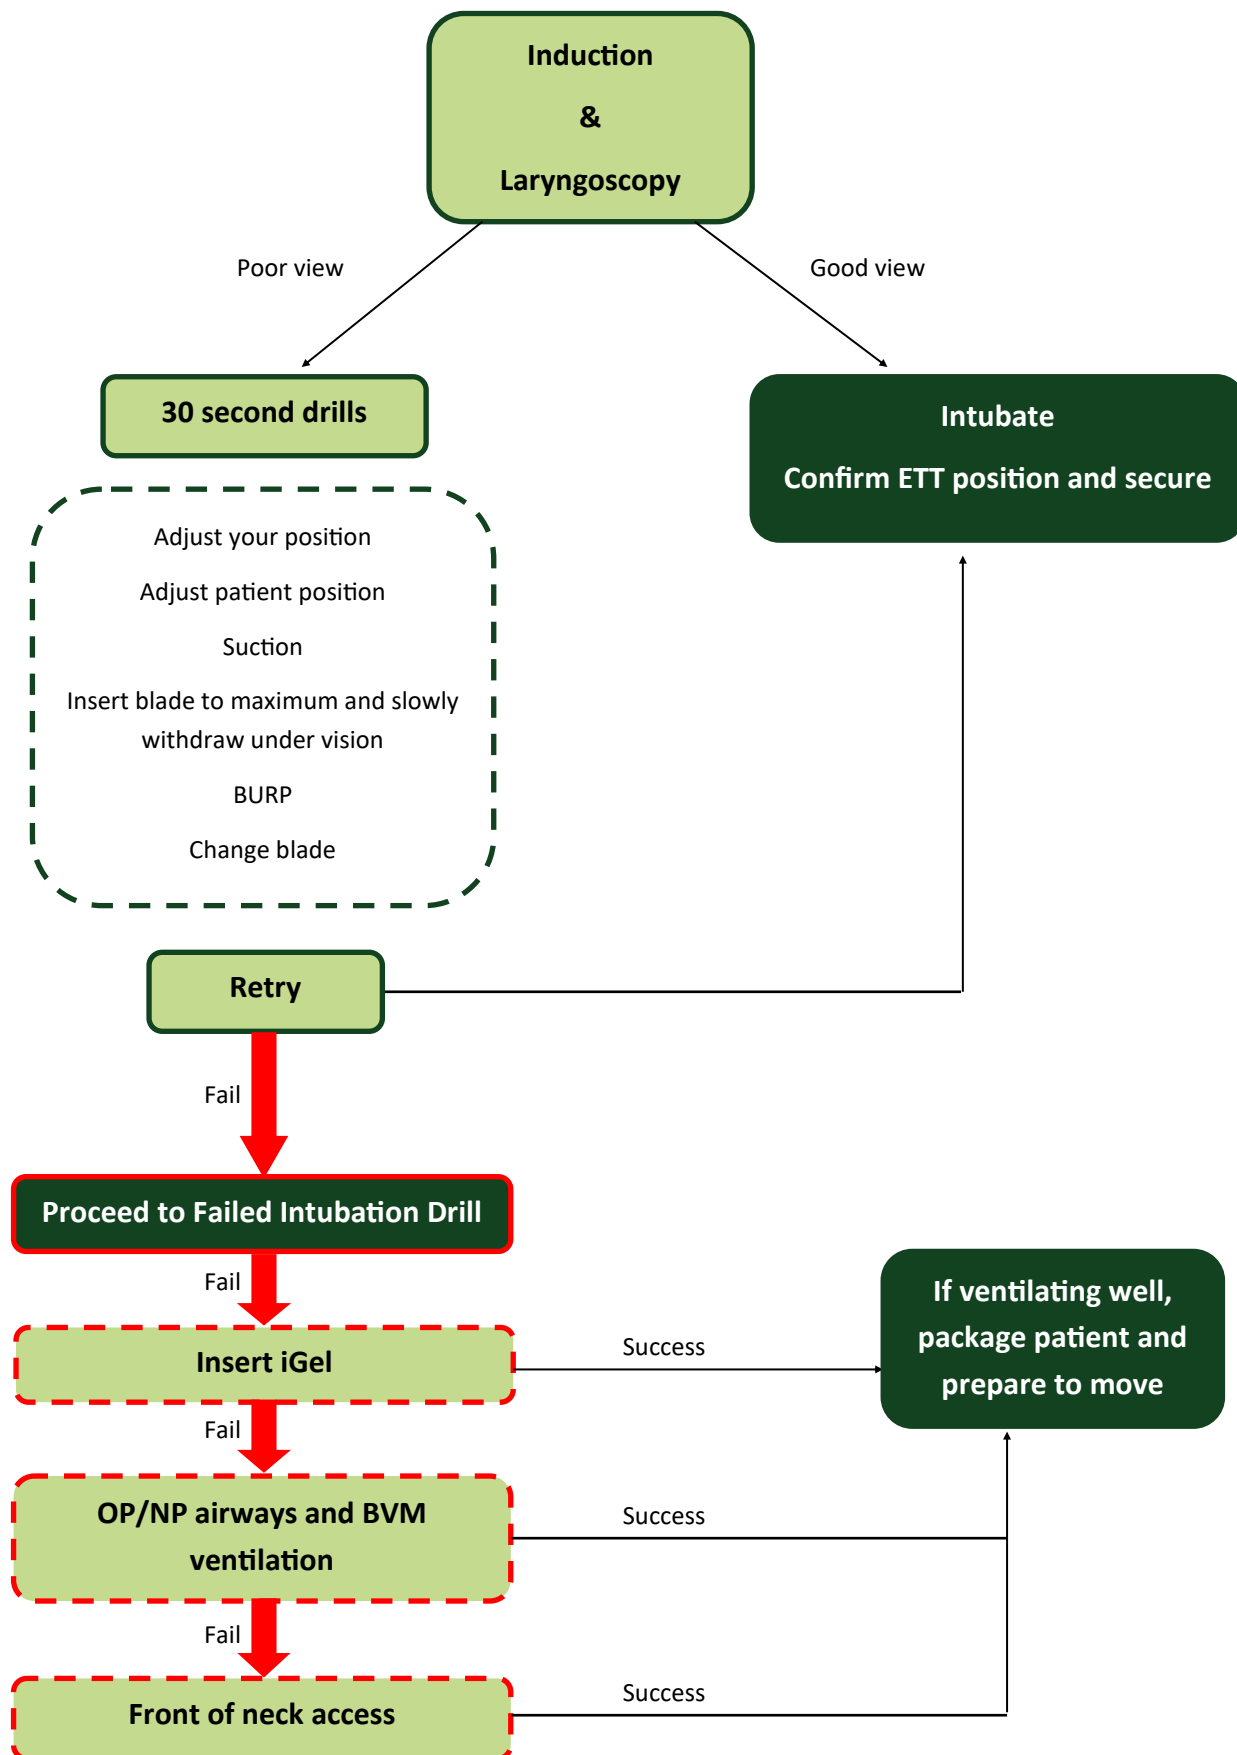 Induction
&
Laryngoscopy
Poor view
Good view
30 second drills
Intubate
Confirm ETT position and secure
Adjust your position
Adjust patient position
Suction
Insert blade to maximum and slowly
withdraw under vision
BURP
Change blade
Retry
Fail
Proceed to Failed Intubation Drill
Fail
If ventilating well,
package patient and
prepare to move
Insert iGel
Success
Fail
OP/NP airways and BVM
ventilation
Success
Fail
Front of neck access
Success